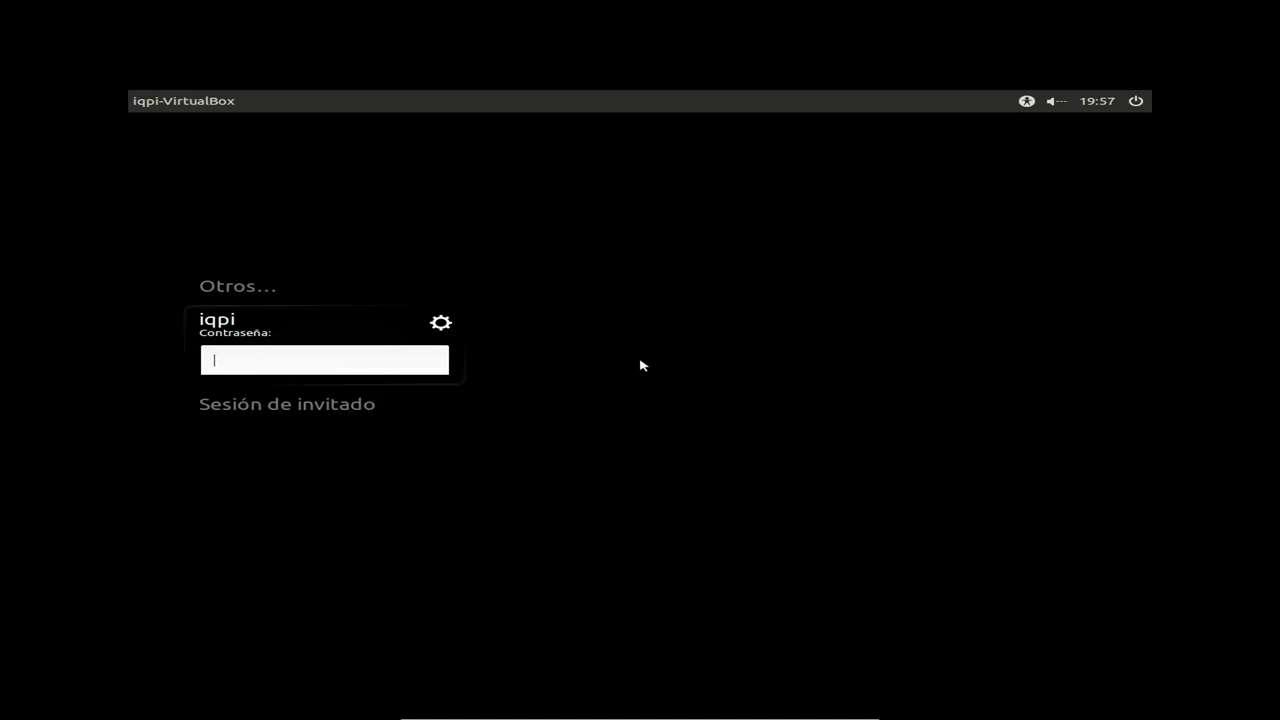 iqpi-VirtualBox
19:57
Otros...
iqpi
Contraseña:
Sesión de invitado